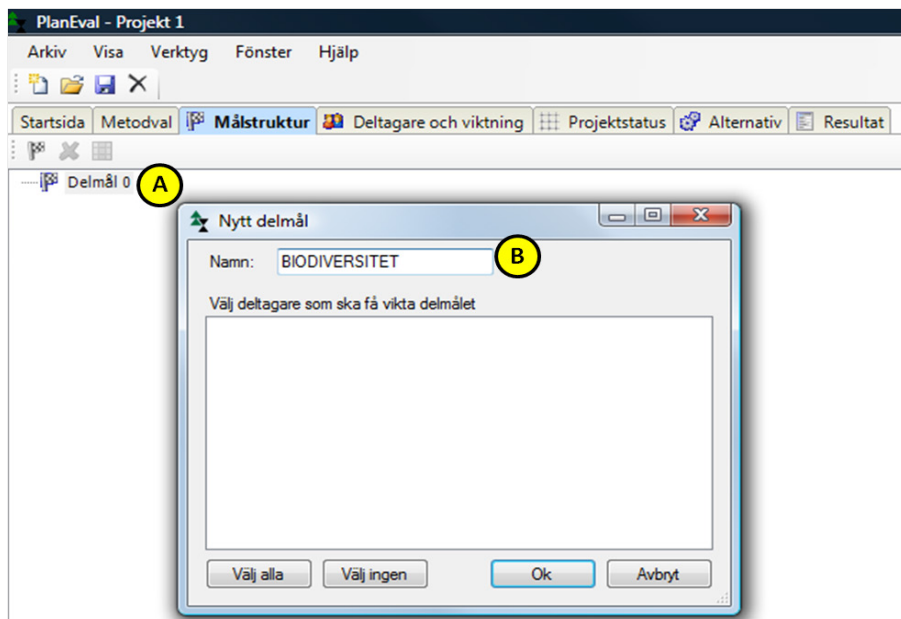 PlanEval - Projekt 1
Arkiv Visa Verktyg Fönster Hjälp
Startsida Metodval Målstruktur Deltagare och viktning Projektstatus Alternativ Resultat
Delmål 0 A
Nytt delmål
Namn: BIODIVERSITET B
Välj deltagare som ska få vikta delmålet
Välj alla Välj ingen Ok Avbryt